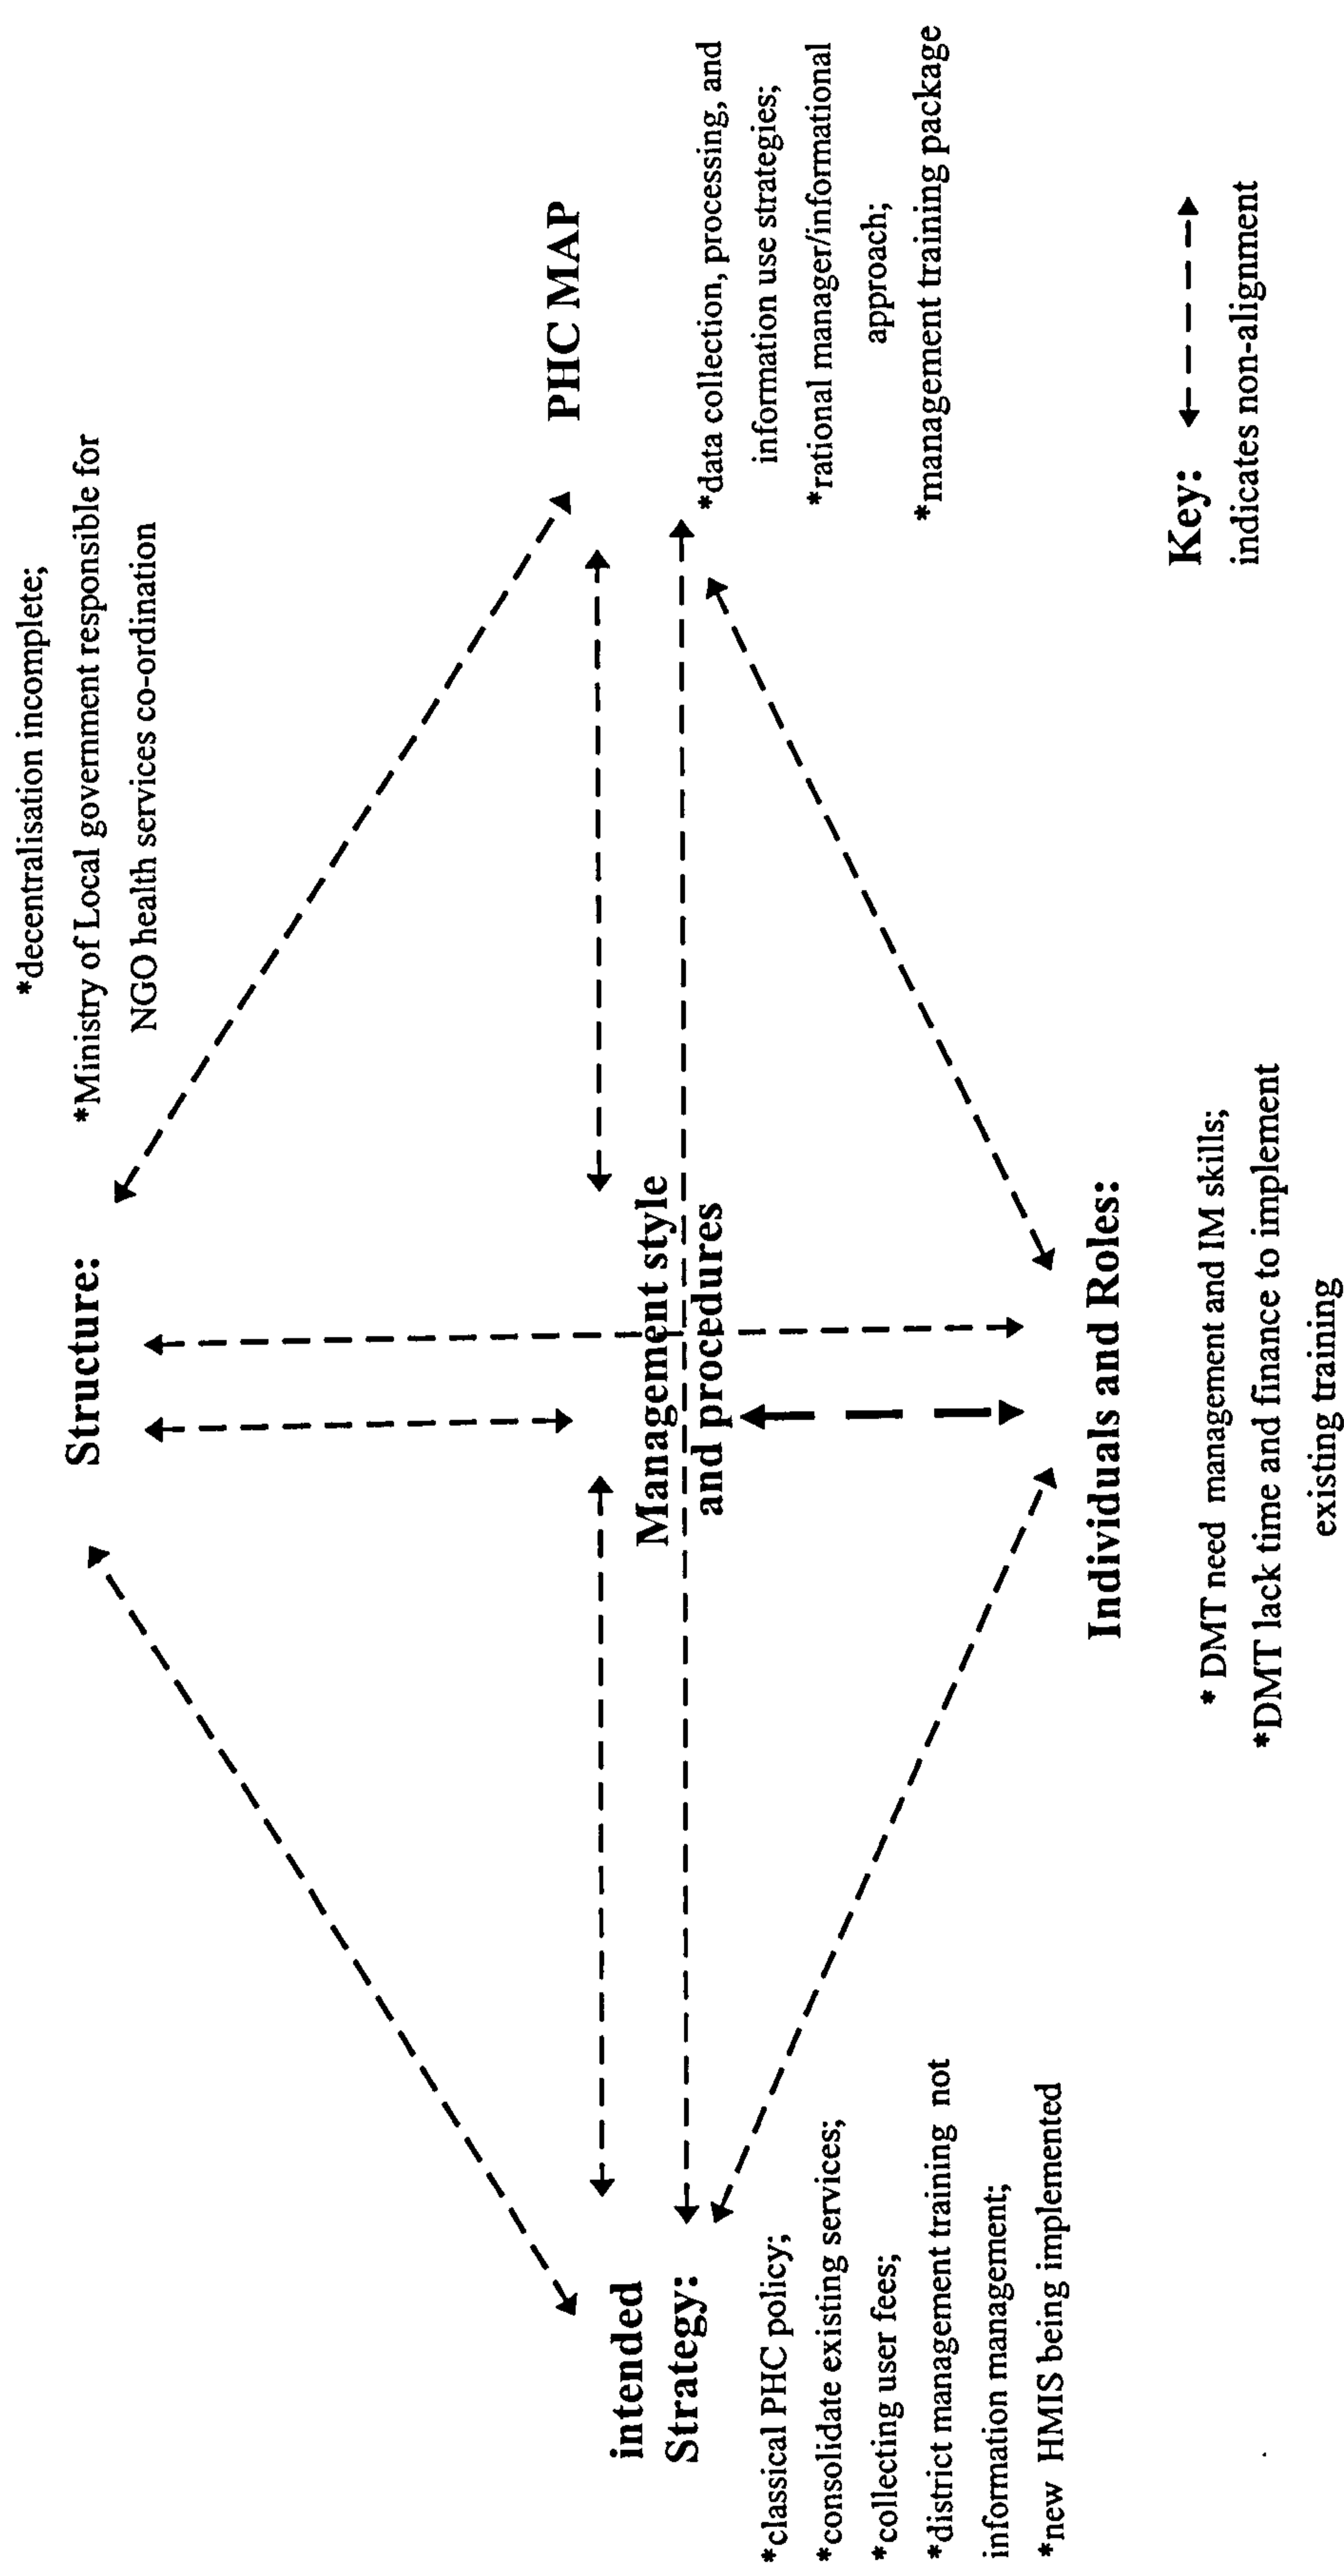 Structure:
*decentralisation incomplete;
*Ministry of Local government responsible for
NGO health services co-ordination
intended
Strategy:
*classical PHC policy;
*consolidate existing services;
*collecting user fees;
*district management training not
information management;
*new HMIS being implemented
Management style
and procedures
PHC MAP
*data collection, processing, and
information use strategies;
*rational manager/informational
approach;
*management training package
Individuals and Roles:
* DMT need management and IM skills;
*DMT lack time and finance to implement
existing training
Key:
indicates non-alignment